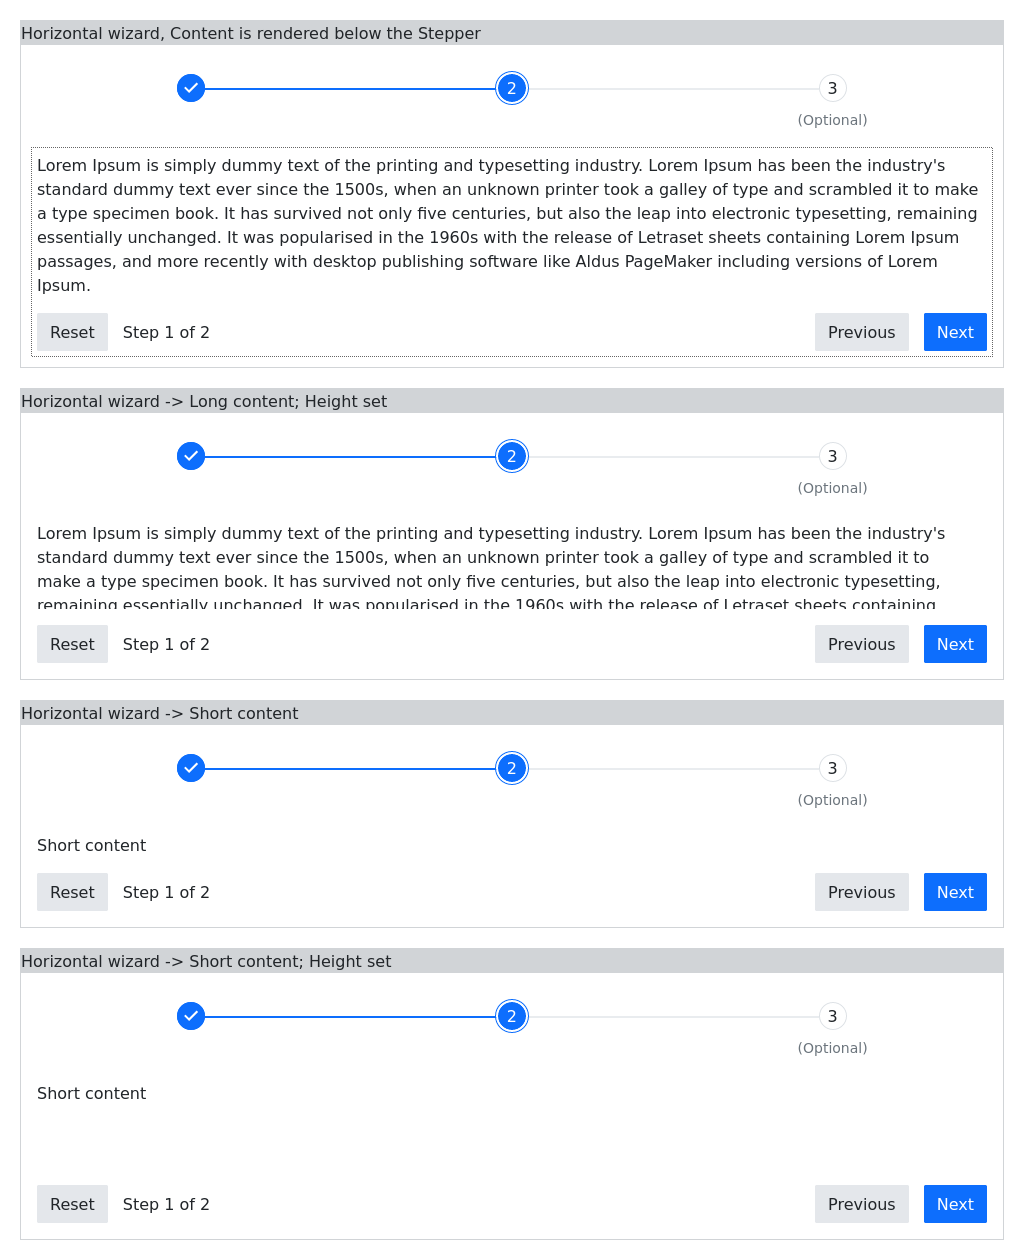 Horizontal wizard, Content is rendered below the Stepper
2
3
(Optional)
Lorem Ipsum is simply dummy text of the printing and typesetting industry. Lorem Ipsum has been the industry's
standard dummy text ever since the 1500s, when an unknown printer took a galley of type and scrambled it to make
a type specimen book. It has survived not only five centuries, but also the leap into electronic typesetting, remaining
essentially unchanged. It was popularised in the 1960s with the release of Letraset sheets containing Lorem Ipsum
passages, and more recently with desktop publishing software like Aldus PageMaker including versions of Lorem
Ipsum.
Reset Step 1 of 2 Previous Next
Horizontal wizard -> Long content; Height set
2
3
(Optional)
Lorem Ipsum is simply dummy text of the printing and typesetting industry. Lorem Ipsum has been the industry's
standard dummy text ever since the 1500s, when an unknown printer took a galley of type and scrambled it to
make a type specimen book. It has survived not only five centuries, but also the leap into electronic typesetting,
remaining essentially unchanged. It was popularised in the 1960s with the release of Letraset sheets containing
Reset Step 1 of 2 Previous Next
Horizontal wizard -> Short content
2
3
(Optional)
Short content
Reset Step 1 of 2 Previous Next
Horizontal wizard -> Short content; Height set
2
3
(Optional)
Short content
Reset Step 1 of 2 Previous Next